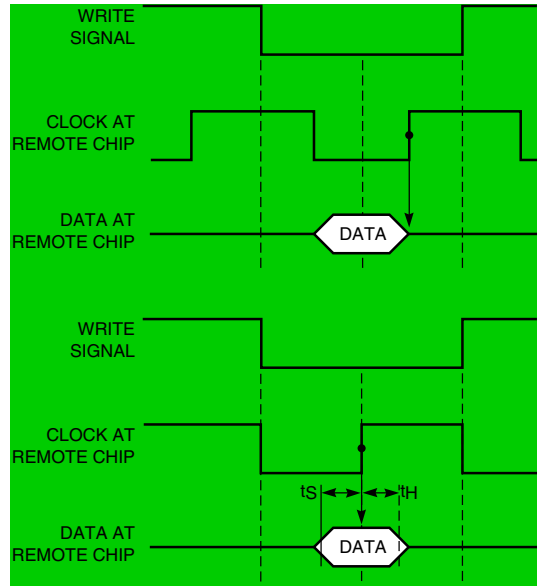 WRITE
SIGNAL
CLOCK AT
REMOTE CHIP
DATA AT
REMOTE CHIP
DATA
WRITE
SIGNAL
CLOCK AT
REMOTE CHIP
tS
tH
DATA AT
REMOTE CHIP
DATA